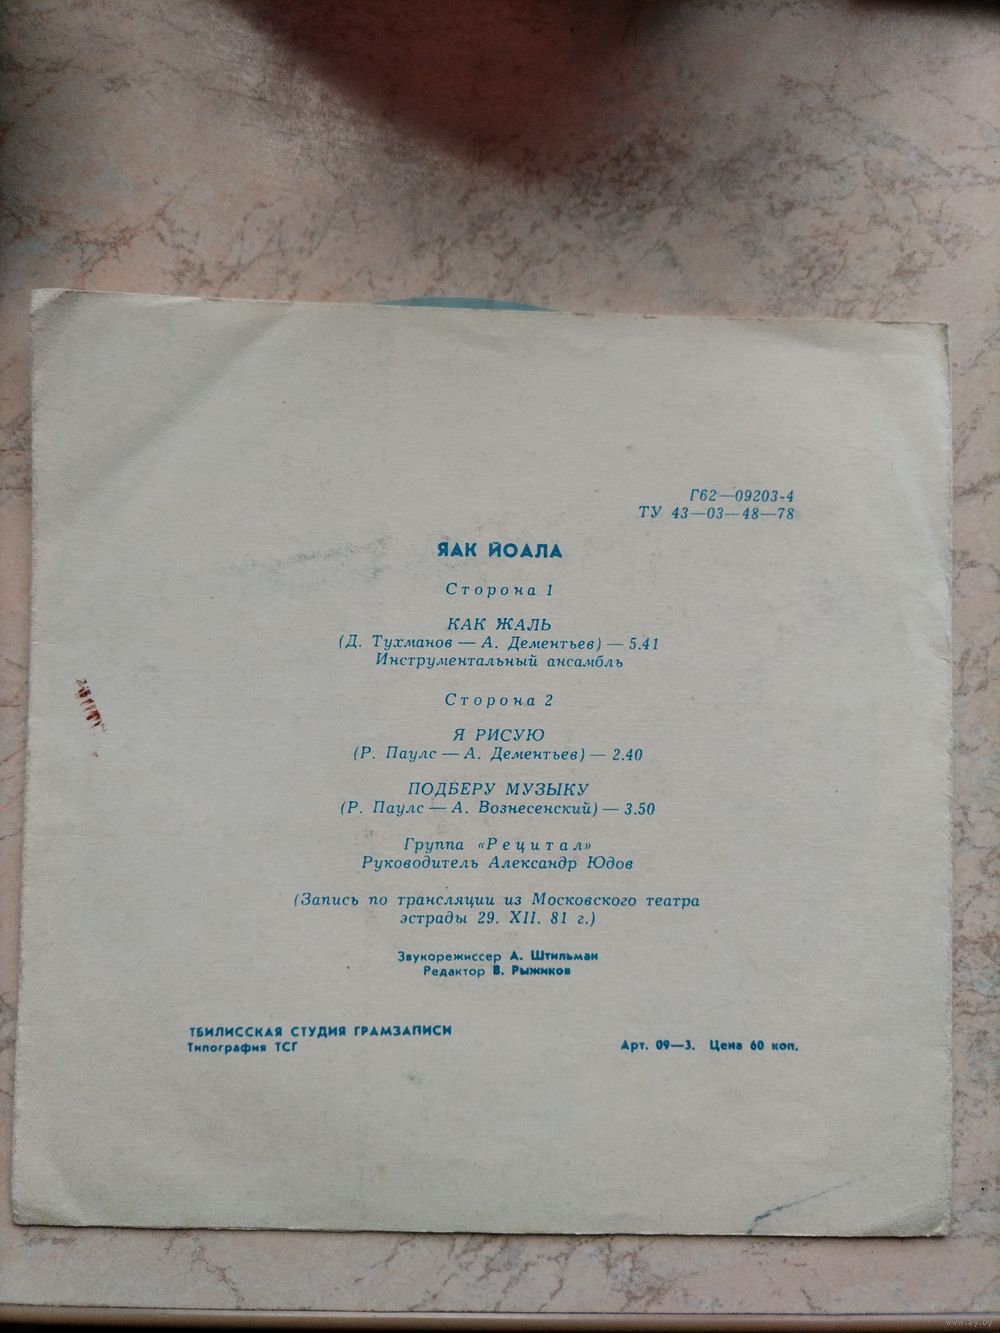 Г62—09203-4
ТУ 43—03—48—78
ЯАК ЙОАЛА
Сторона 1
КАК ЖАЛЬ
(Д. Тухманов — А. Дементьев) — 5.41
Инструментальный ансамбль
Сторона 2
Я РИСУЮ
(Р. Паулс — А. Дементьев) — 2.40
ПОДБЕРУ МУЗЫКУ
(Р. Паулс — А. Вознесенский) — 3.50
Группа «Рецитал»
Руководитель Александр Юдов
(Запись по трансляции из Московского театра
эстрады 29. XII. 81 г.)
Звукорежиссер А. Штильман
Редактор В. Рыжиков
ТБИЛИССКАЯ СТУДИЯ ГРАМЗАПИСИ
Типография ТСГ
Арт. 09—3. Цена 60 коп.
www.ay.by